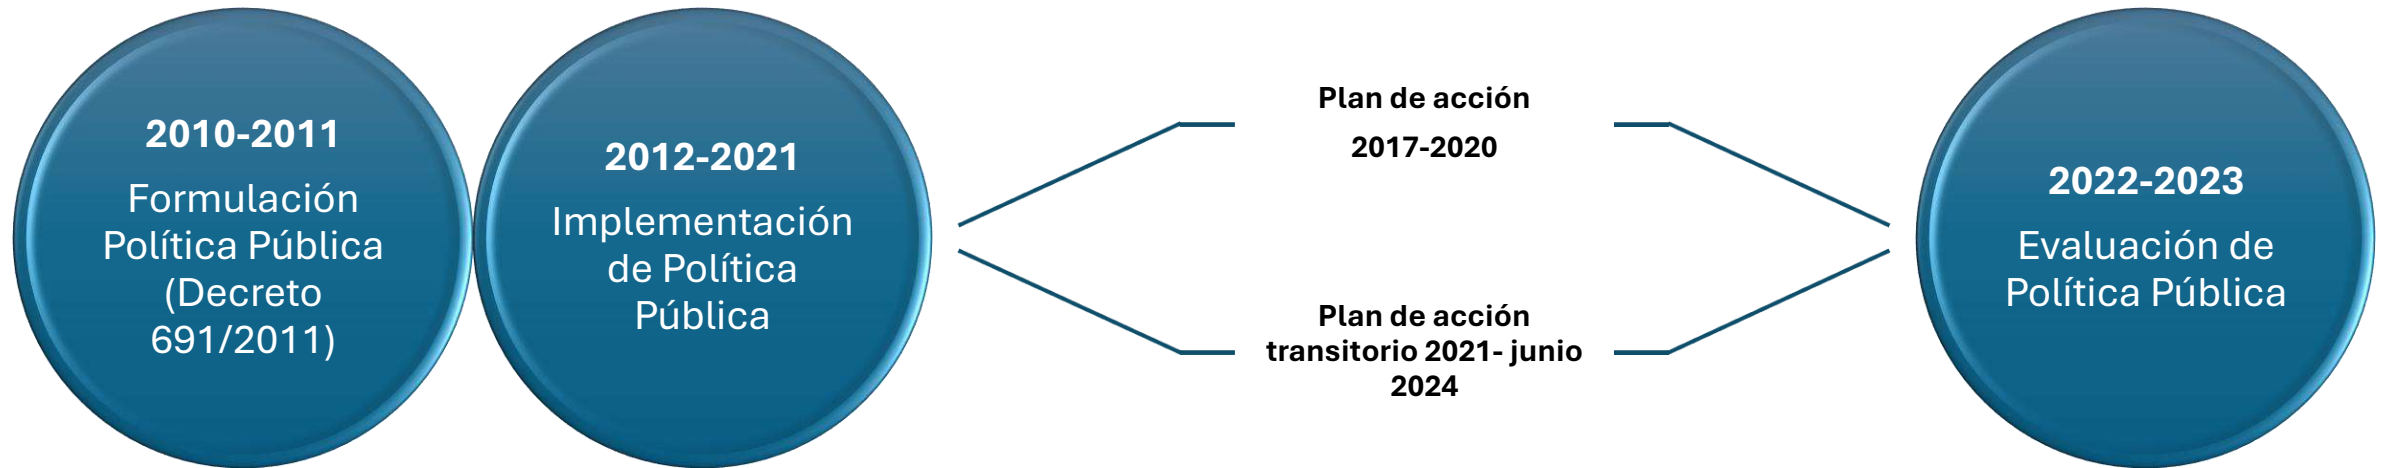 2010-2011
Formulación
Política Pública
(Decreto
691/2011)
2012-2021
Implementación
de Política
Pública
Plan de acción
2017-2020
Plan de acción
transitorio 2021- junio
2024
2022-2023
Evaluación de
Política Pública